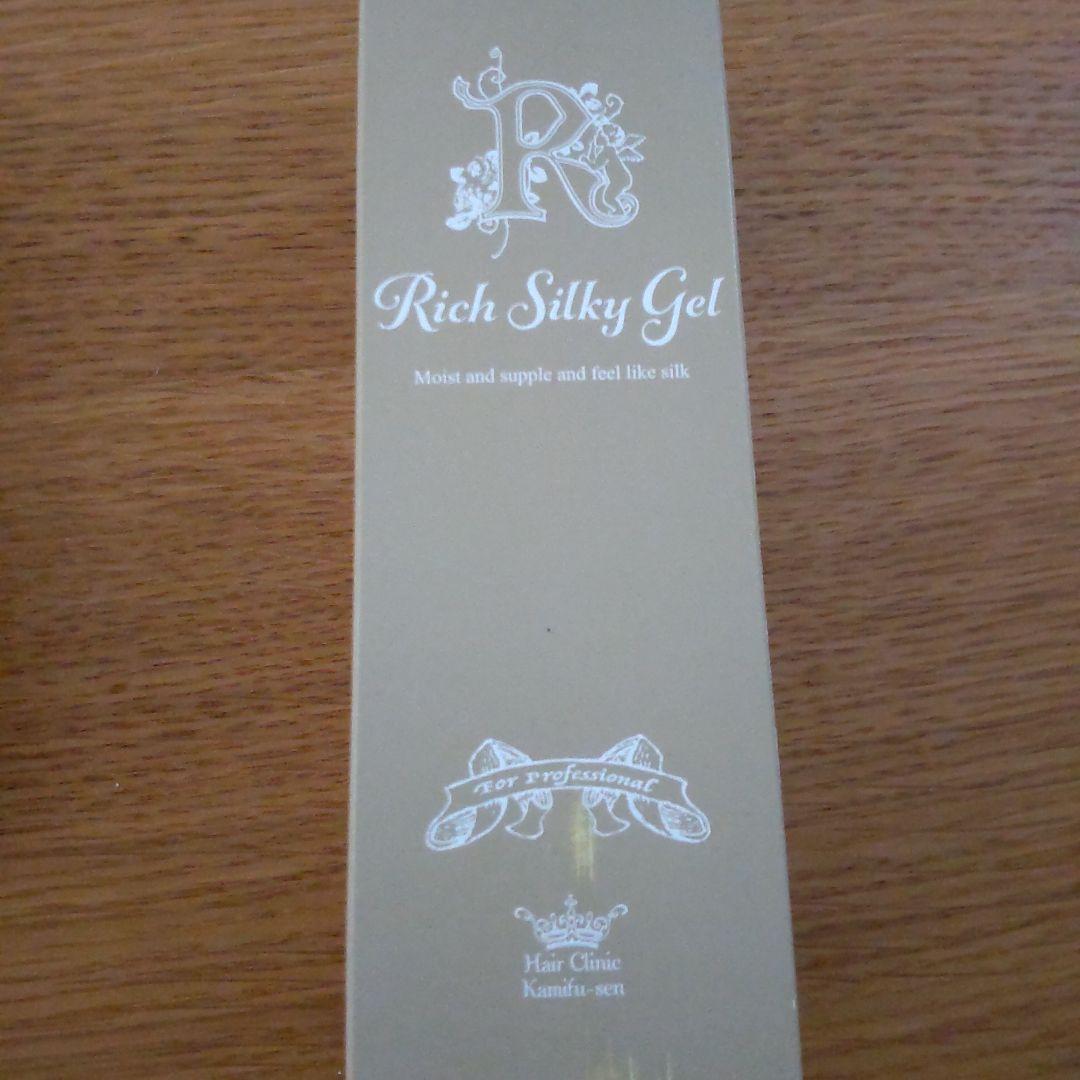 R
Rich Silky Gel
Moist and supple and feel like silk
For Professional
Hair Clinic
Kamifu-sen